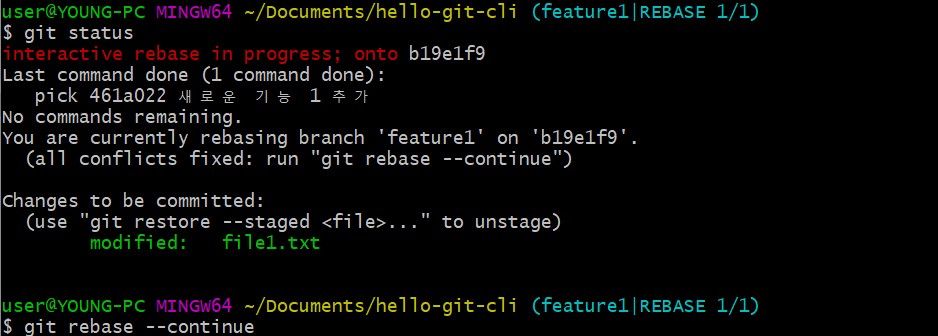 user@YOUNG-PC MINGW64 ~/Documents/hello-git-cli (feature1|REBASE 1/1)
$ git status
interactive rebase in progress; onto b19e1f9
Last command done (1 command done):
   pick 461a022 새로운 기능 1 추가
No commands remaining.
You are currently rebasing branch 'feature1' on 'b19e1f9'.
  (all conflicts fixed: run "git rebase --continue")

Changes to be committed:
  (use "git restore --staged <file>..." to unstage)
        modified:   file1.txt

user@YOUNG-PC MINGW64 ~/Documents/hello-git-cli (feature1|REBASE 1/1)
$ git rebase --continue